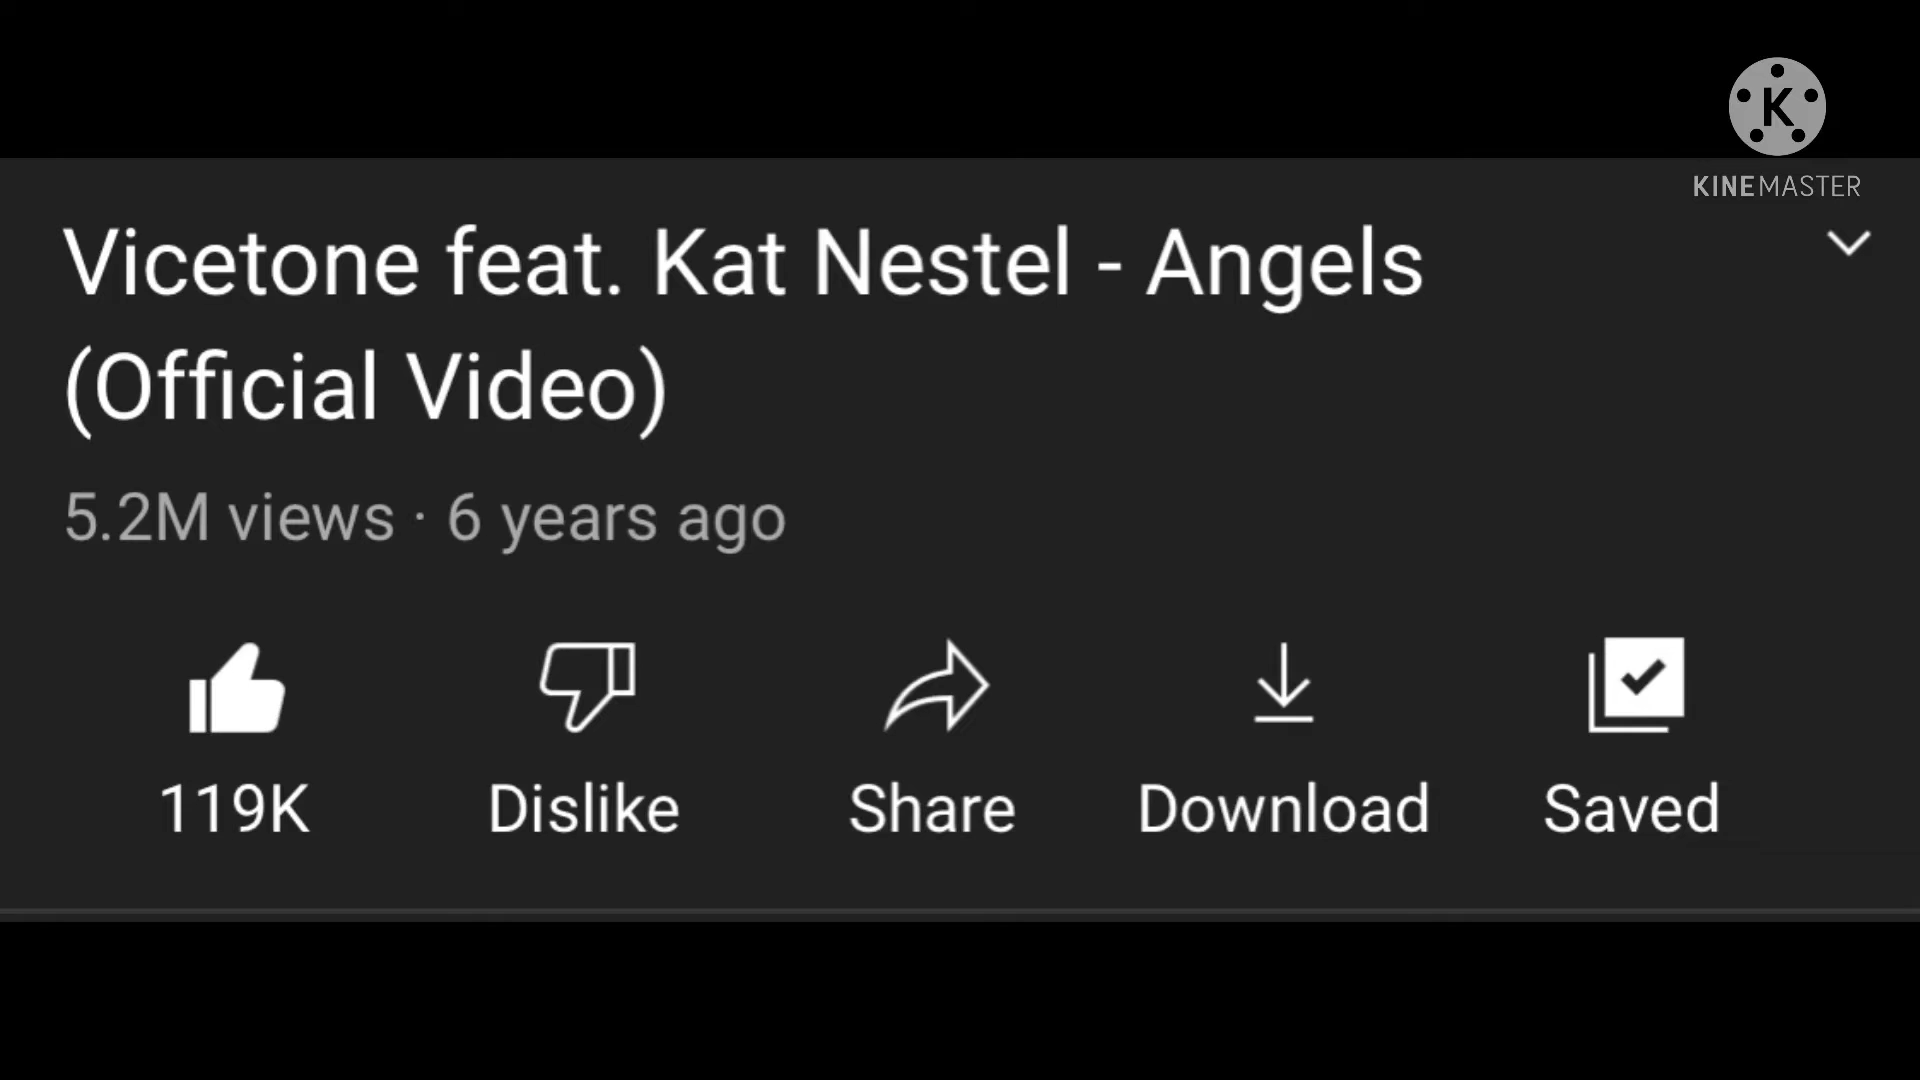 K
KINEMASTER
Vicetone feat. Kat Nestel - Angels
(Official Video)
5.2M views · 6 years ago
119K Dislike Share Download Saved